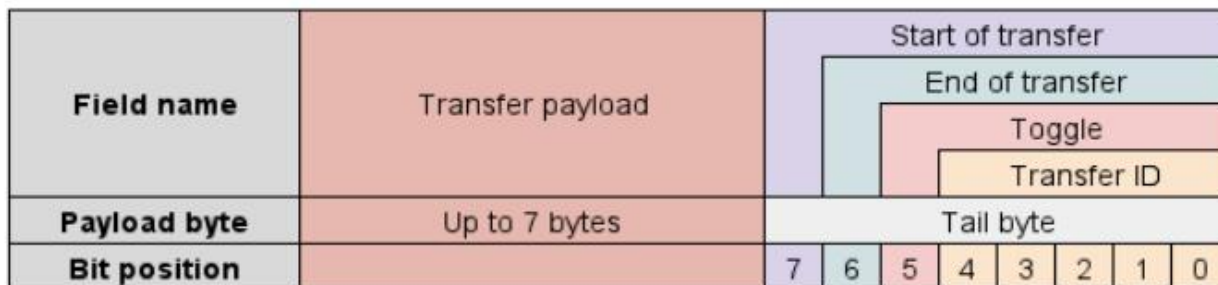 Start of transfer
End of transfer
Field name Transfer payload
Toggle
Transfer ID
Payload byte Up to 7 bytes Tail byte
Bit position 7 6 5 4 3 2 1 0